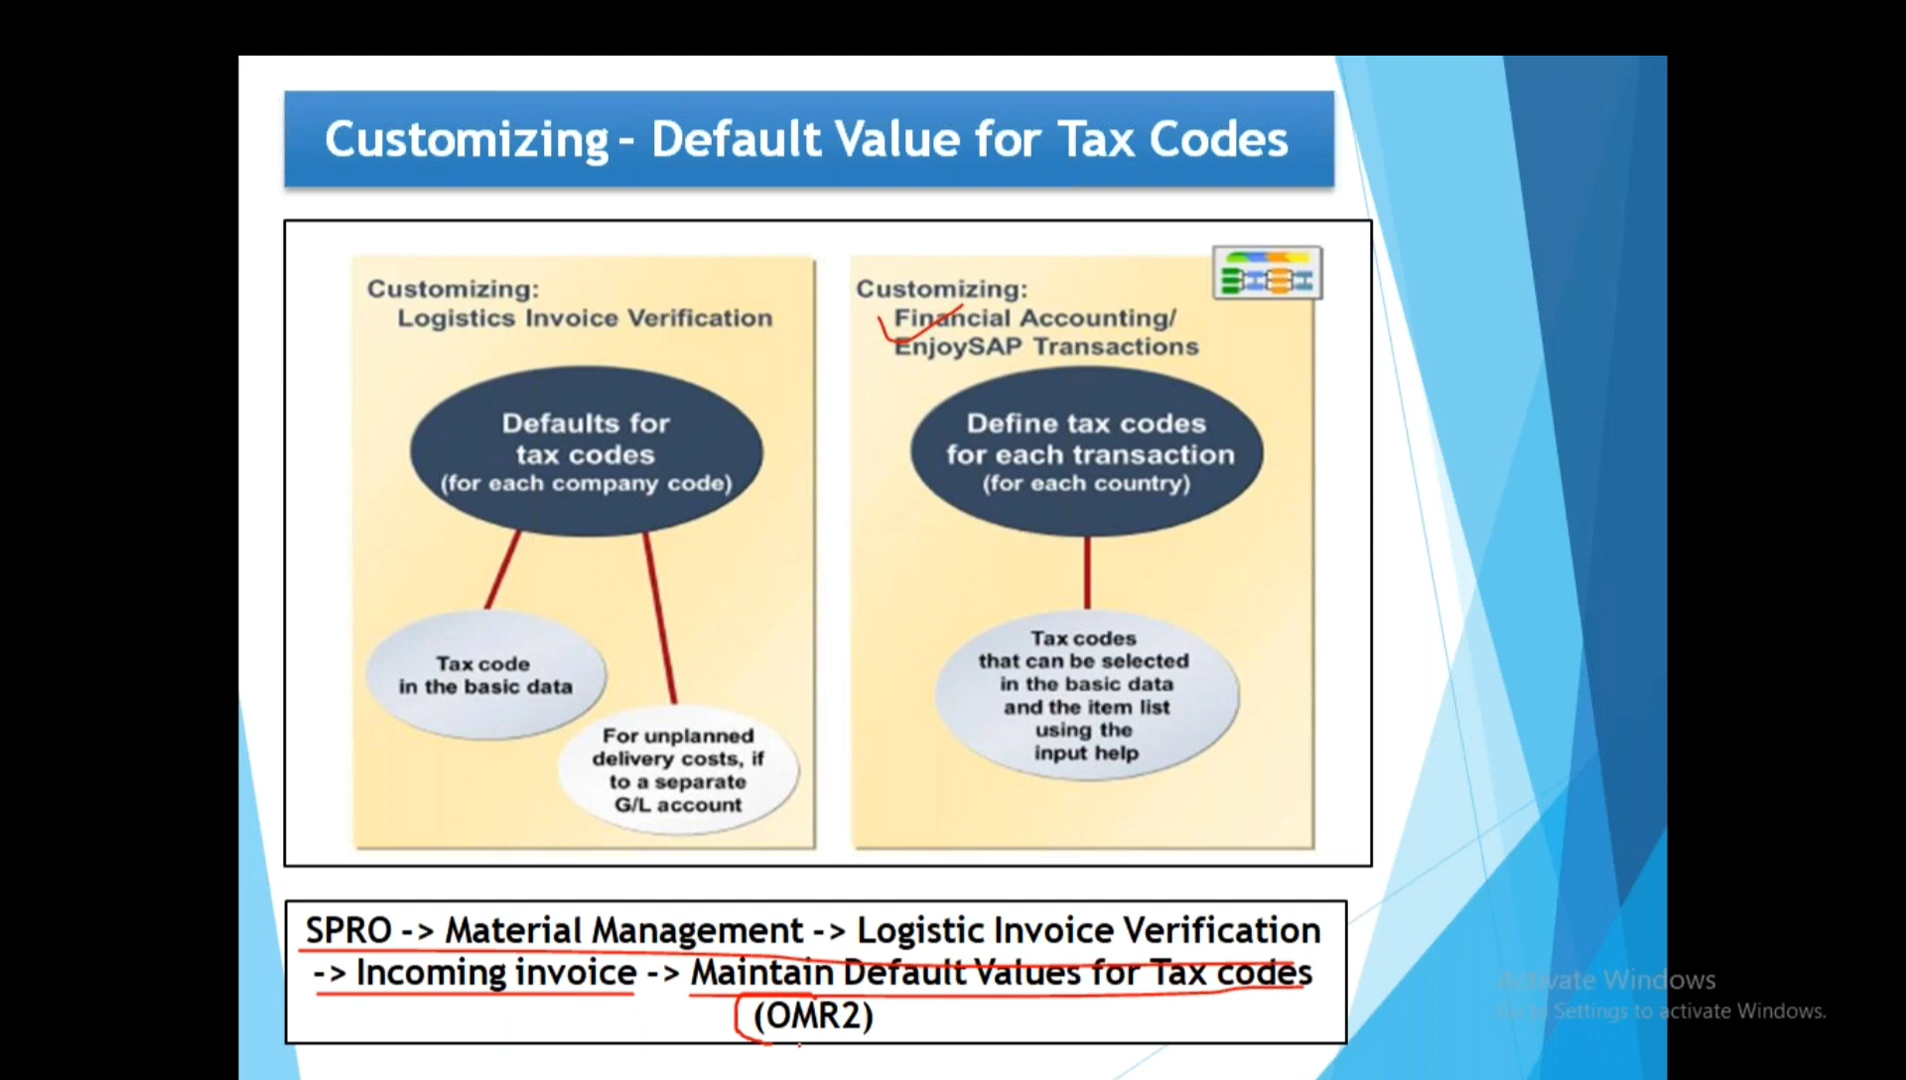 Customizing - Default Value for Tax Codes
Customizing:
Logistics Invoice Verification
Defaults for
tax codes
(for each company code)
Tax code
in the basic data
For unplanned
delivery costs, if
to a separate
G/L account
Customizing:
Financial Accounting/
EnjoySAP Transactions
Define tax codes
for each transaction
(for each country)
Tax codes
that can be selected
in the basic data
and the item list
using the
input help
SPRO -> Material Management -> Logistic Invoice Verification
-> Incoming invoice -> Maintain Default Values for Tax codes
(OMR2)
Activate Windows
Go to Settings to activate Windows.